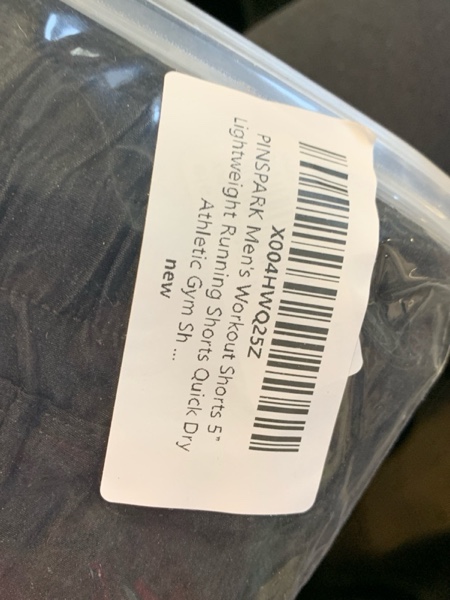 X004HWQ25Z
PINSPARK Men's Workout Shorts 5"
Lightweight Running Shorts Quick Dry
Athletic Gym Sh ...
new